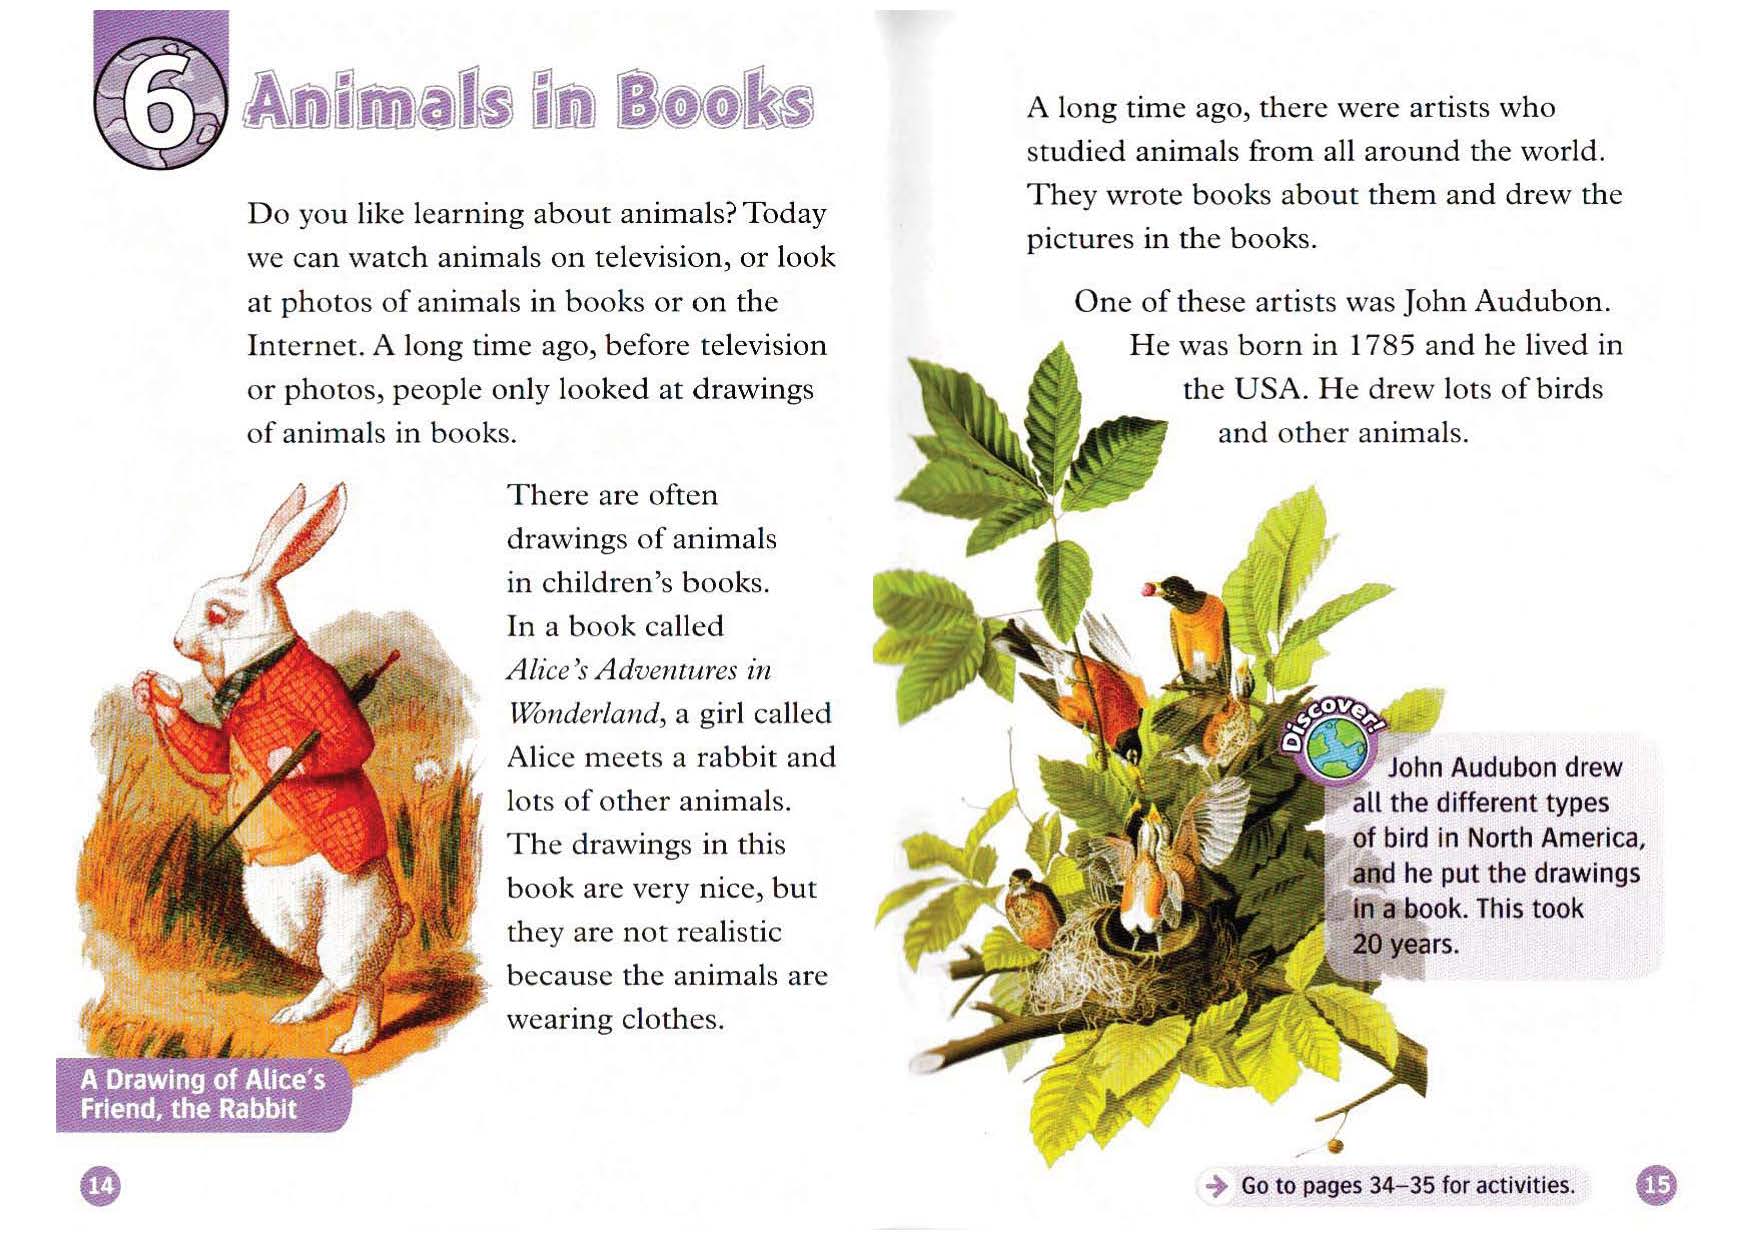 6
Animals in Books
Do you like learning about animals? Today
we can watch animals on television, or look
at photos of animals in books or on the
Internet. A long time ago, before television
or photos, people only looked at drawings
of animals in books.
There are often
drawings of animals
in children's books.
In a book called
Alice's Adventures in
Wonderland, a girl called
Alice meets a rabbit and
lots of other animals.
The drawings in this
book are very nice, but
they are not realistic
because the animals are
wearing clothes.
A Drawing of Alice's
Friend, the Rabbit
14
A long time ago, there were artists who
studied animals from all around the world.
They wrote books about them and drew the
pictures in the books.
One of these artists was John Audubon.
He was born in 1785 and he lived in
the USA. He drew lots of birds
and other animals.
Discover!
John Audubon drew
all the different types
of bird in North America,
and he put the drawings
in a book. This took
20 years.
Go to pages 34–35 for activities.
15